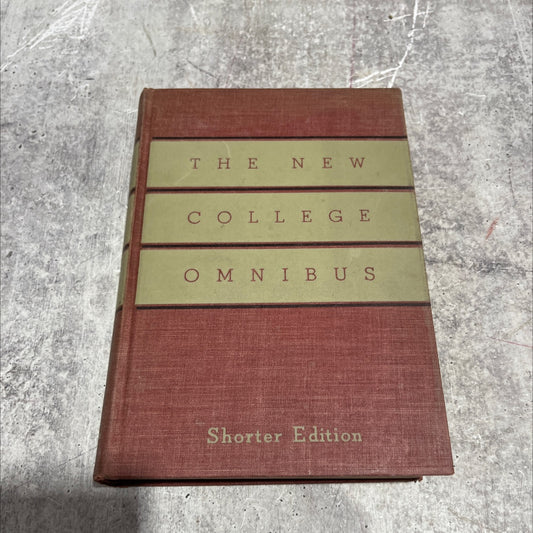 THE NEW
COLLEGE
OMNIBUS
Shorter Edition